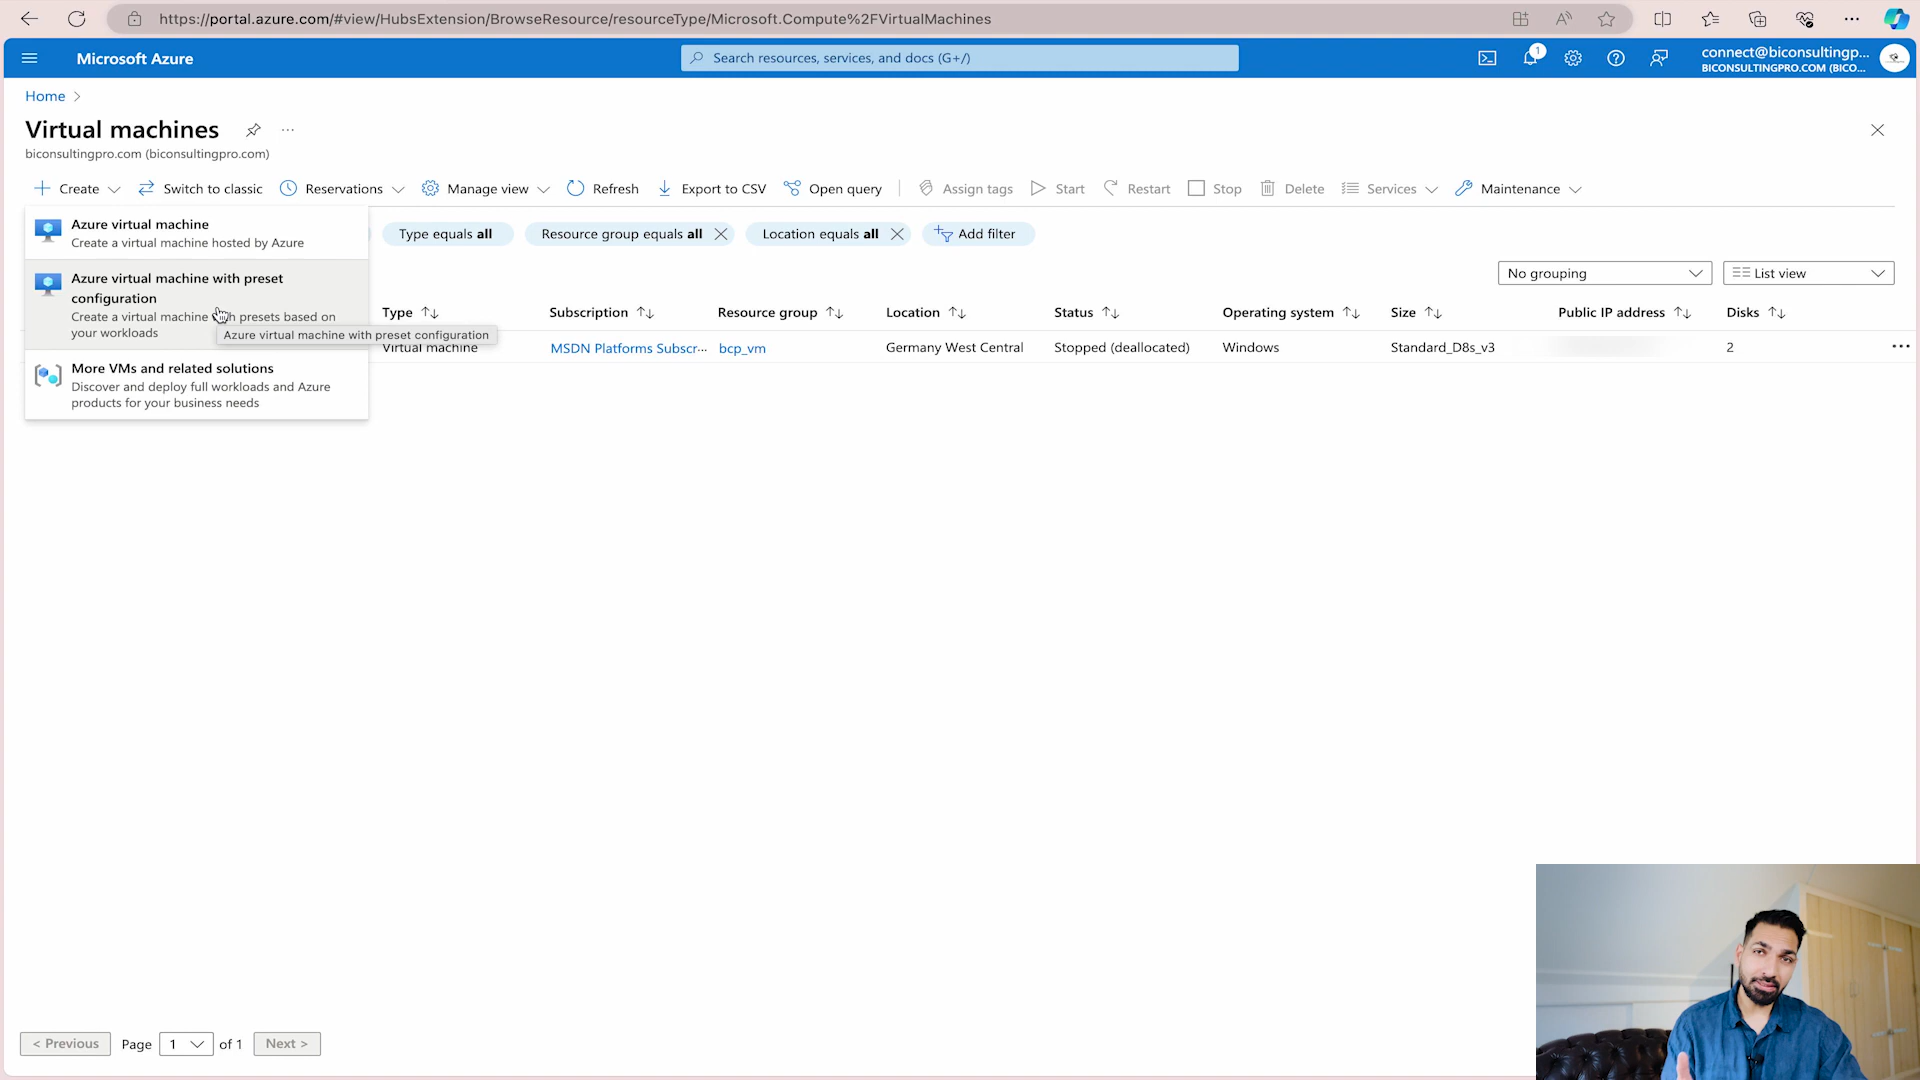 https://portal.azure.com/#view/HubsExtension/BrowseResource/resourceType/Microsoft.Compute%2FVirtualMachines
Microsoft Azure
Search resources, services, and docs (G+/)
1
connect@biconsultingp...
BICONSULTINGPRO.COM (BICO...
Home
Virtual machines
biconsultingpro.com (biconsultingpro.com)
Create
Switch to classic
Reservations
Manage view
Refresh
Export to CSV
Open query
Assign tags
Start
Restart
Stop
Delete
Services
Maintenance
Azure virtual machine
Create a virtual machine hosted by Azure
Azure virtual machine with preset
configuration
Create a virtual machine with presets based on
your workloads
Azure virtual machine with preset configuration
More VMs and related solutions
Discover and deploy full workloads and Azure
products for your business needs
Type equals all
Resource group equals all
Location equals all
Add filter
No grouping
List view
Type
Subscription
Resource group
Location
Status
Operating system
Size
Public IP address
Disks
Virtual machine
MSDN Platforms Subscr...
bcp_vm
Germany West Central
Stopped (deallocated)
Windows
Standard_D8s_v3
2
< Previous
Page
1
of 1
Next >